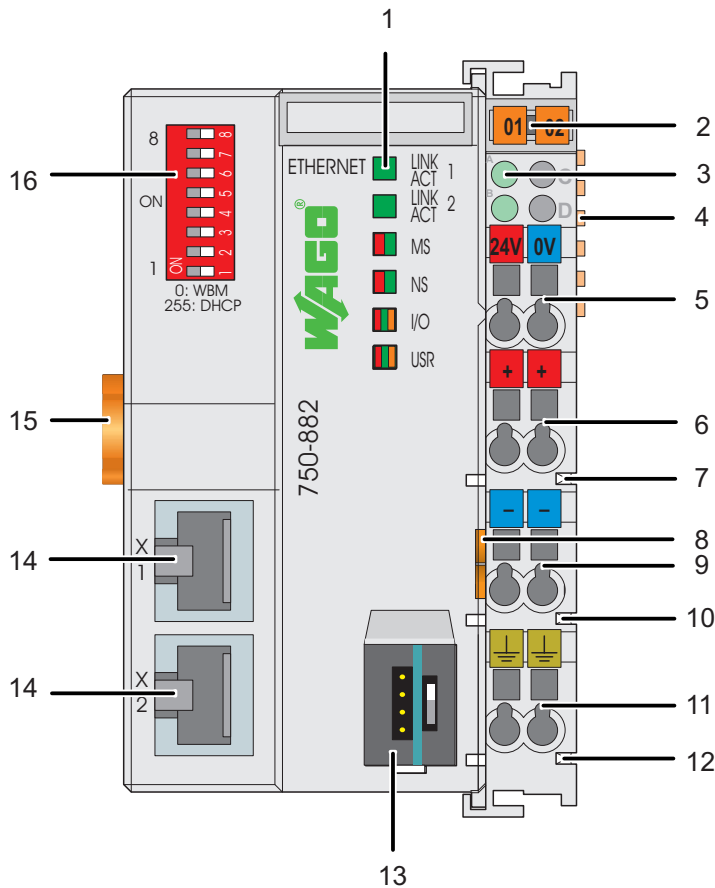 1
01 02
2
16
8
ON
1
8
7
6
5
4
3
2
1
ON
0: WBM
255: DHCP
ETHERNET
LINK
ACT 1
LINK
ACT 2
MS
NS
I/O
USR
WAGO®
750-882
A
C
B
D
3
4
24V 0V
5
+ +
6
7
- -
8
9
10
11
12
15
14
X
1
14
X
2
13